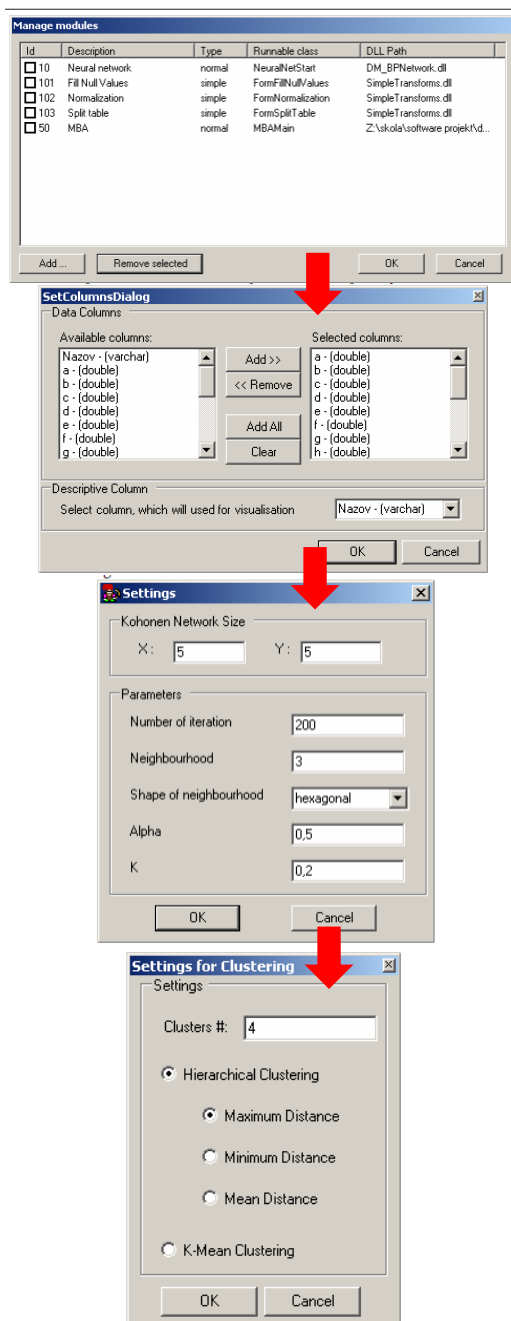 Manage modules
Id Description Type Runnable class DLL Path
10 Neural network normal NeuralNetStart DM_BPNetwork.dll
101 Fill Null Values simple FormFillNullValues SimpleTransforms.dll
102 Normalization simple FormNormalization SimpleTransforms.dll
103 Split table simple FormSplitTable SimpleTransforms.dll
50 MBA normal MBAMain Z:\skola\software projekt\d...
Add ... Remove selected OK Cancel
SetColumnsDialog
Data Columns
Available columns: Selected columns:
Nazov - (varchar) Add >> a - (double)
a - (double) b - (double)
b - (double) << Remove c - (double)
c - (double) d - (double)
d - (double) e - (double)
e - (double) Add All f - (double)
f - (double) g - (double)
g - (double) Clear h - (double)
Descriptive Column
Select column, which will used for visualisation Nazov - (varchar)
OK Cancel
Settings
Kohonen Network Size
X: 5 Y: 5
Parameters
Number of iteration 200
Neighbourhood 3
Shape of neighbourhood hexagonal
Alpha 0,5
K 0,2
OK Cancel
Settings for Clustering
Settings
Clusters #: 4
Hierarchical Clustering
Maximum Distance
Minimum Distance
Mean Distance
K-Mean Clustering
OK Cancel